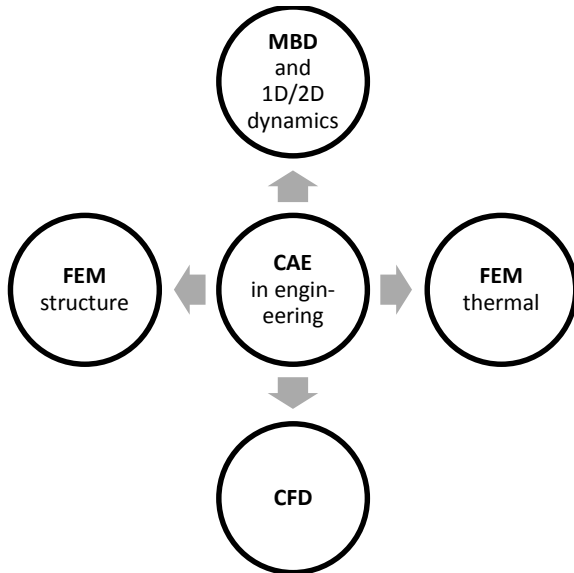 MBD
and
1D/2D
dynamics
FEM
structure
CAE
in engin-
eering
FEM
thermal
CFD